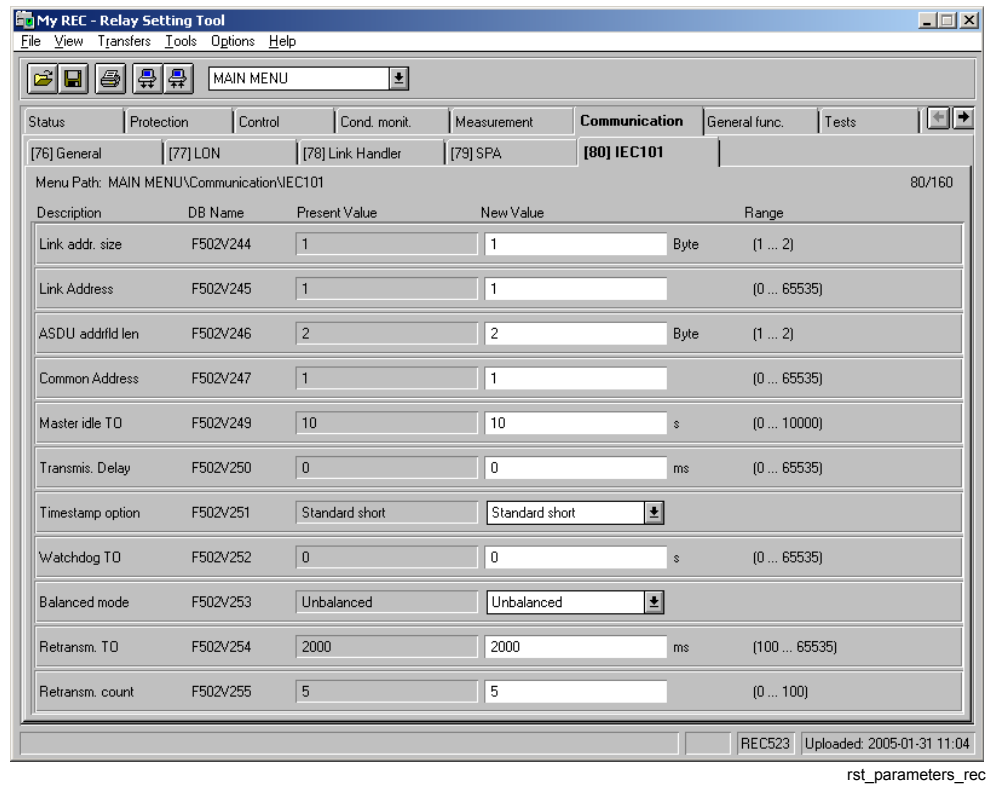 My REC - Relay Setting Tool
File View Transfers Tools Options Help
MAIN MENU
Status Protection Control Cond. monit. Measurement Communication General func. Tests
[76] General [77] LON [78] Link Handler [79] SPA [80] IEC101
Menu Path: MAIN MENU\Communication\IEC101 80/160
Description DB Name Present Value New Value Range
Link addr. size F502V244 1 1 Byte (1 ... 2)
Link Address F502V245 1 1 (0 ... 65535)
ASDU addrfld len F502V246 2 2 Byte (1 ... 2)
Common Address F502V247 1 1 (0 ... 65535)
Master idle TO F502V249 10 10 s (0 ... 10000)
Transmis. Delay F502V250 0 0 ms (0 ... 65535)
Timestamp option F502V251 Standard short Standard short
Watchdog TO F502V252 0 0 s (0 ... 65535)
Balanced mode F502V253 Unbalanced Unbalanced
Retransm. TO F502V254 2000 2000 ms (100 ... 65535)
Retransm. count F502V255 5 5 (0 ... 100)
REC523 Uploaded: 2005-01-31 11:04
rst_parameters_rec